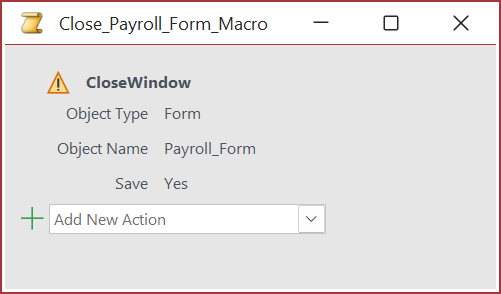 Close_Payroll_Form_Macro
CloseWindow
Object Type Form
Object Name Payroll_Form
Save Yes
Add New Action